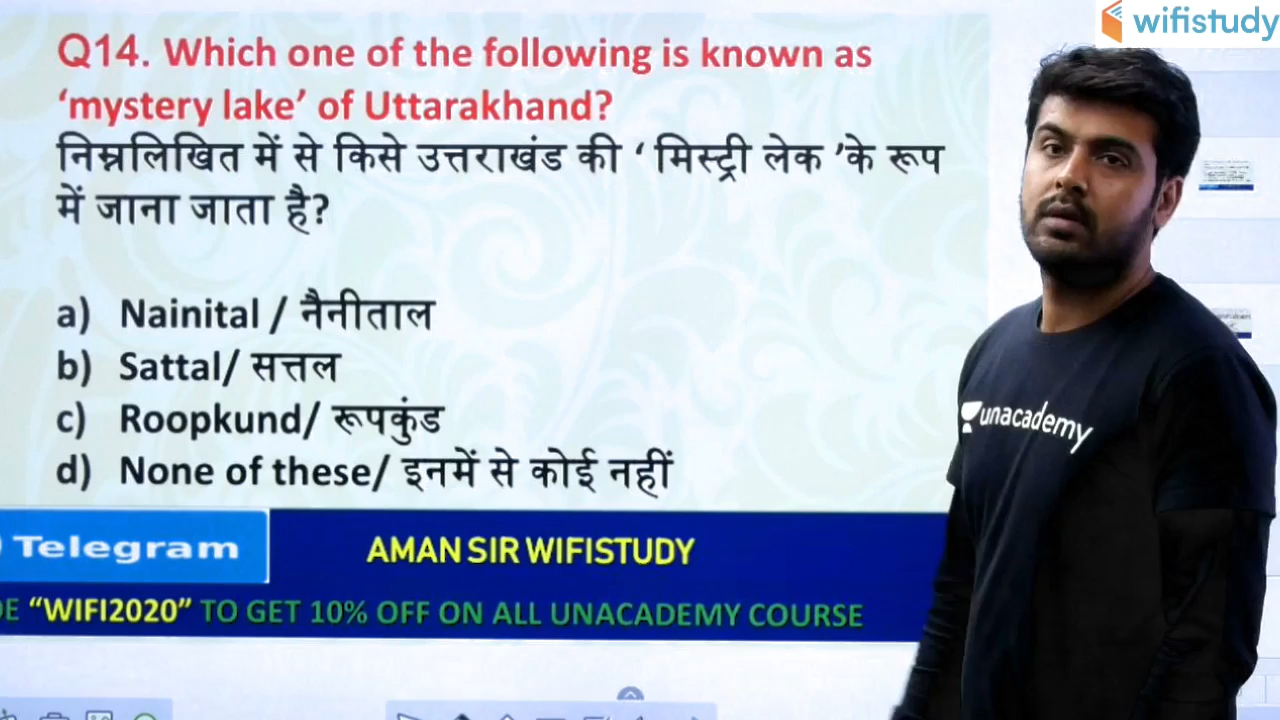 wifistudy
Q14. Which one of the following is known as
‘mystery lake’ of Uttarakhand?
निम्नलिखित में से किसे उत्तराखंड की ‘ मिस्ट्री लेक ’के रूप
में जाना जाता है?
a) Nainital / नैनीताल
b) Sattal/ सत्तल
c) Roopkund/ रूपकुंड
d) None of these/ इनमें से कोई नहीं
unacademy
Telegram
AMAN SIR WIFISTUDY
“WIFI2020” TO GET 10% OFF ON ALL UNACADEMY COURSE